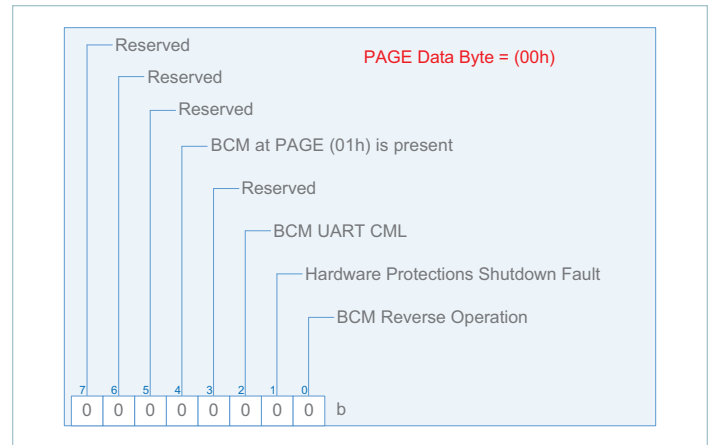 Reserved
PAGE Data Byte = (00h)
Reserved
Reserved
BCM at PAGE (01h) is present
Reserved
BCM UART CML
Hardware Protections Shutdown Fault
BCM Reverse Operation
7 6 5 4 3 2 1 0
0 0 0 0 0 0 0 0 b